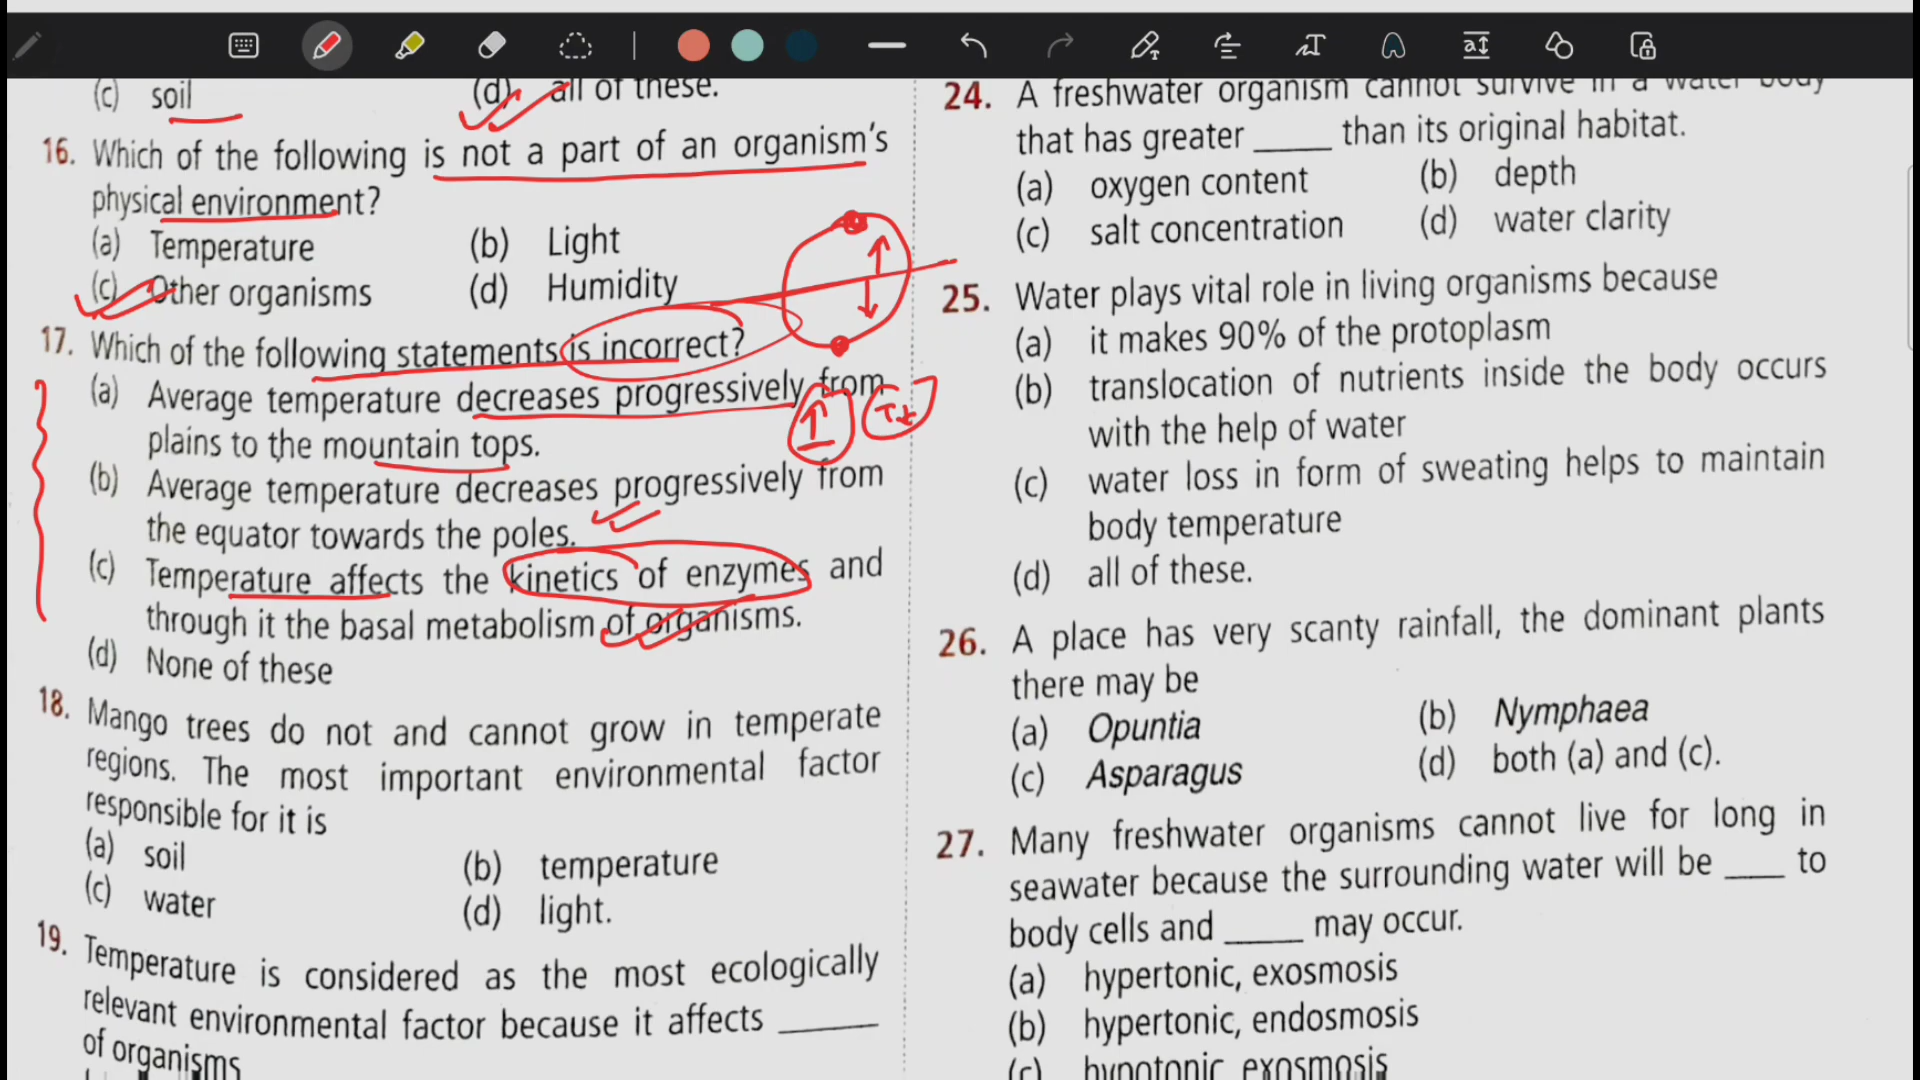 (c) soil (d) all of these.
16. Which of the following is not a part of an organism's
physical environment?
(a) Temperature (b) Light
(c) Other organisms (d) Humidity
17. Which of the following statements is incorrect?
(a) Average temperature decreases progressively from
plains to the mountain tops.
(b) Average temperature decreases progressively from
the equator towards the poles.
(c) Temperature affects the kinetics of enzymes and
through it the basal metabolism of organisms.
(d) None of these
18. Mango trees do not and cannot grow in temperate
regions. The most important environmental factor
responsible for it is
(a) soil (b) temperature
(c) water (d) light.
19. Temperature is considered as the most ecologically
relevant environmental factor because it affects ______
of organisms
24. A freshwater organism cannot survive in a water body
that has greater _____ than its original habitat.
(a) oxygen content (b) depth
(c) salt concentration (d) water clarity
25. Water plays vital role in living organisms because
(a) it makes 90% of the protoplasm
(b) translocation of nutrients inside the body occurs
with the help of water
(c) water loss in form of sweating helps to maintain
body temperature
(d) all of these.
26. A place has very scanty rainfall, the dominant plants
there may be
(a) Opuntia (b) Nymphaea
(c) Asparagus (d) both (a) and (c).
27. Many freshwater organisms cannot live for long in
seawater because the surrounding water will be ____ to
body cells and _____ may occur.
(a) hypertonic, exosmosis
(b) hypertonic, endosmosis
(c) hypotonic, exosmosis